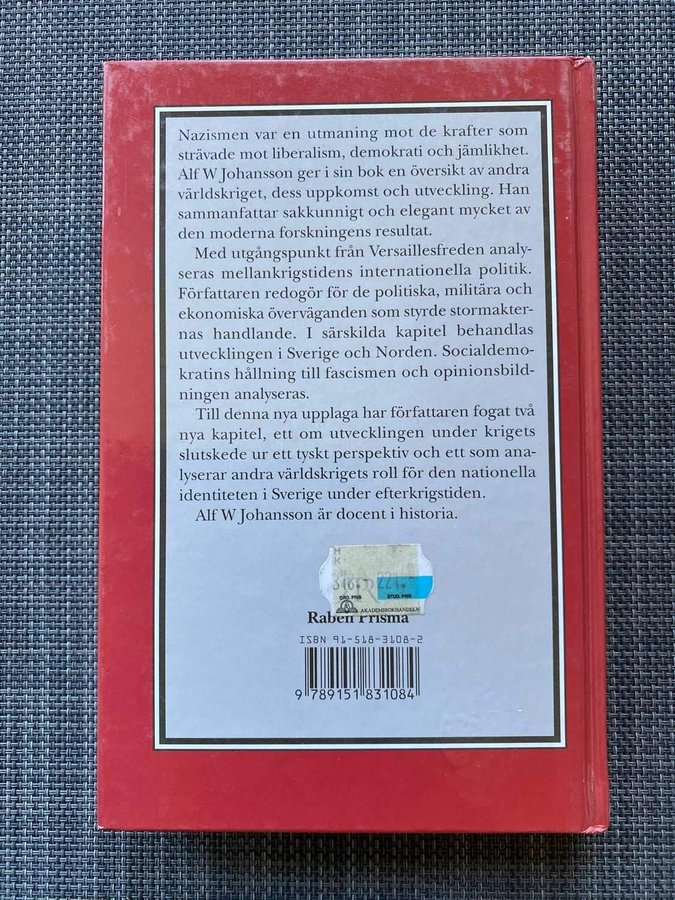 Nazismen var en utmaning mot de krafter som
strävade mot liberalism, demokrati och jämlikhet.
Alf W Johansson ger i sin bok en översikt av andra
världskriget, dess uppkomst och utveckling. Han
sammanfattar sakkunnigt och elegant mycket av
den moderna forskningens resultat.
Med utgångspunkt från Versaillesfreden analy-
seras mellankrigstidens internationella politik.
Författaren redogör för de politiska, militära och
ekonomiska överväganden som styrde stormakter-
nas handlande. I särskilda kapitel behandlas
utvecklingen i Sverige och Norden. Socialdemo-
kratins hållning till fascismen och opinionsbild-
ningen analyseras.
Till denna nya upplaga har författaren fogat två
nya kapitel, ett om utvecklingen under krigets
slutskede ur ett tyskt perspektiv och ett som ana-
lyserar andra världskrigets roll för den nationella
identiteten i Sverige under efterkrigstiden.
Alf W Johansson är docent i historia.
ORD. PRIS STUD. PRIS
AKADEMIBOKHANDELN
Rabén Prisma
ISBN 91-518-3108-2
9 789151 831084